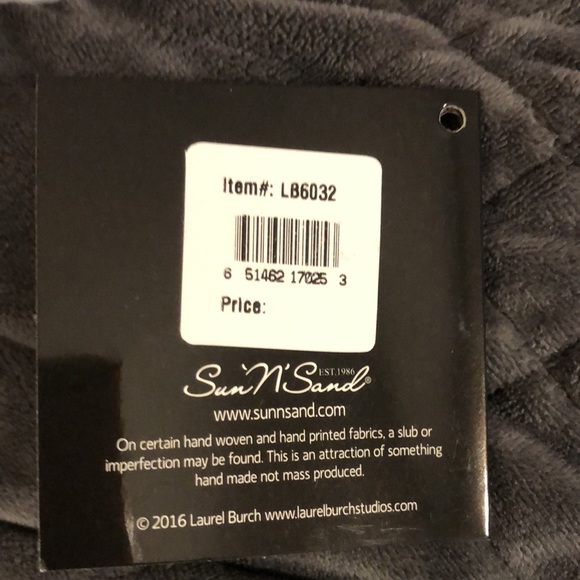 Item#: LB6032
6 51462 17025 3
Price:
Sun 'N' Sand®
EST.1986
www.sunnsand.com
On certain hand woven and hand printed fabrics, a slub or
imperfection may be found. This is an attraction of something
hand made not mass produced.
© 2016 Laurel Burch www.laurelburchstudios.com